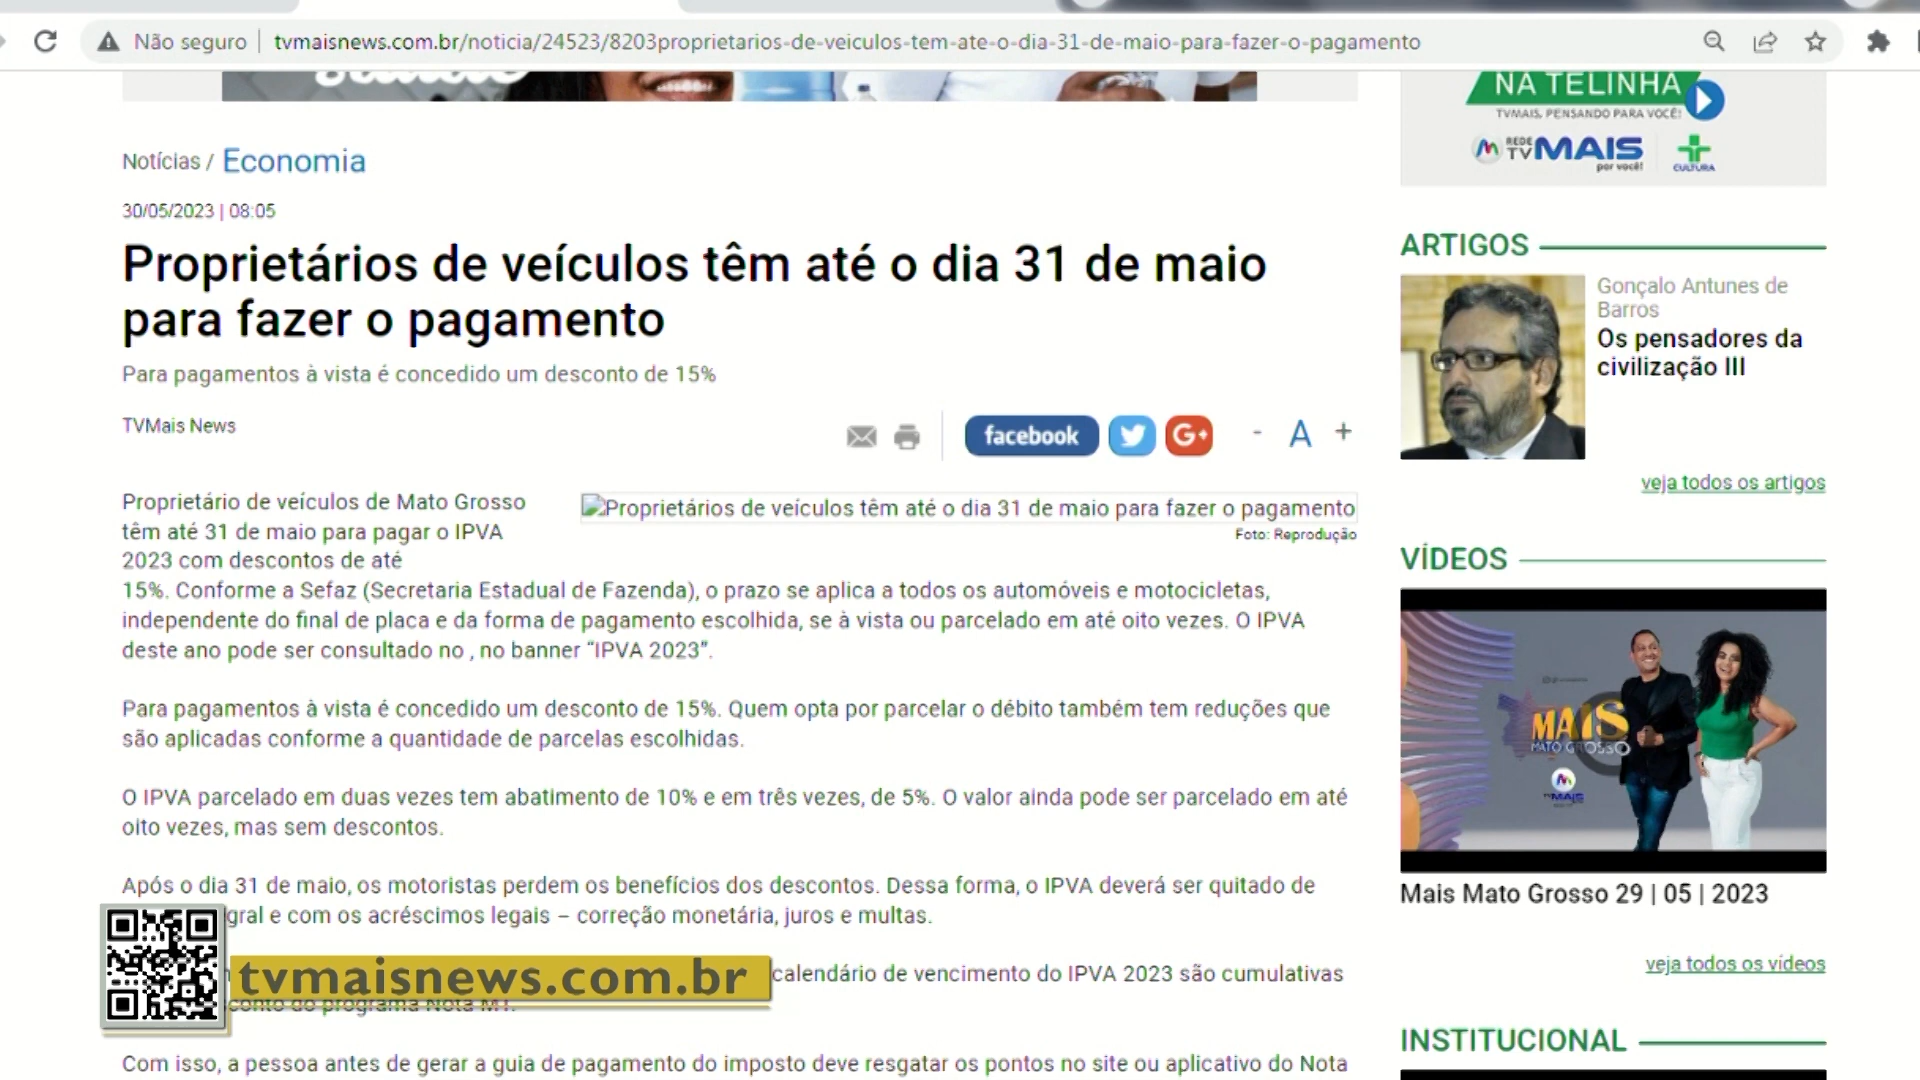 Não seguro
tvmaisnews.com.br/noticia/24523/8203proprietarios-de-veiculos-tem-ate-o-dia-31-de-maio-para-fazer-o-pagamento
NA TELINHA
TVMAIS, PENSANDO PARA VOCÊ!
REDE TV MAIS por você!
CULTURA
Notícias / Economia
30/05/2023 | 08:05
Proprietários de veículos têm até o dia 31 de maio
para fazer o pagamento
Para pagamentos à vista é concedido um desconto de 15%
TVMais News
facebook
G+
- A +
Proprietário de veículos de Mato Grosso
têm até 31 de maio para pagar o IPVA
2023 com descontos de até
Proprietários de veículos têm até o dia 31 de maio para fazer o pagamento
Foto: Reprodução
15%. Conforme a Sefaz (Secretaria Estadual de Fazenda), o prazo se aplica a todos os automóveis e motocicletas,
independente do final de placa e da forma de pagamento escolhida, se à vista ou parcelado em até oito vezes. O IPVA
deste ano pode ser consultado no , no banner “IPVA 2023”.
Para pagamentos à vista é concedido um desconto de 15%. Quem opta por parcelar o débito também tem reduções que
são aplicadas conforme a quantidade de parcelas escolhidas.
O IPVA parcelado em duas vezes tem abatimento de 10% e em três vezes, de 5%. O valor ainda pode ser parcelado em até
oito vezes, mas sem descontos.
Após o dia 31 de maio, os motoristas perdem os benefícios dos descontos. Dessa forma, o IPVA deverá ser quitado de
gral e com os acréscimos legais – correção monetária, juros e multas.
calendário de vencimento do IPVA 2023 são cumulativas
conto do programa Nota MT.
Com isso, a pessoa antes de gerar a guia de pagamento do imposto deve resgatar os pontos no site ou aplicativo do Nota
tvmaisnews.com.br
ARTIGOS
Gonçalo Antunes de
Barros
Os pensadores da
civilização III
veja todos os artigos
VÍDEOS
MAIS
MATO GROSSO
TVMAIS
Mais Mato Grosso 29 | 05 | 2023
veja todos os vídeos
INSTITUCIONAL